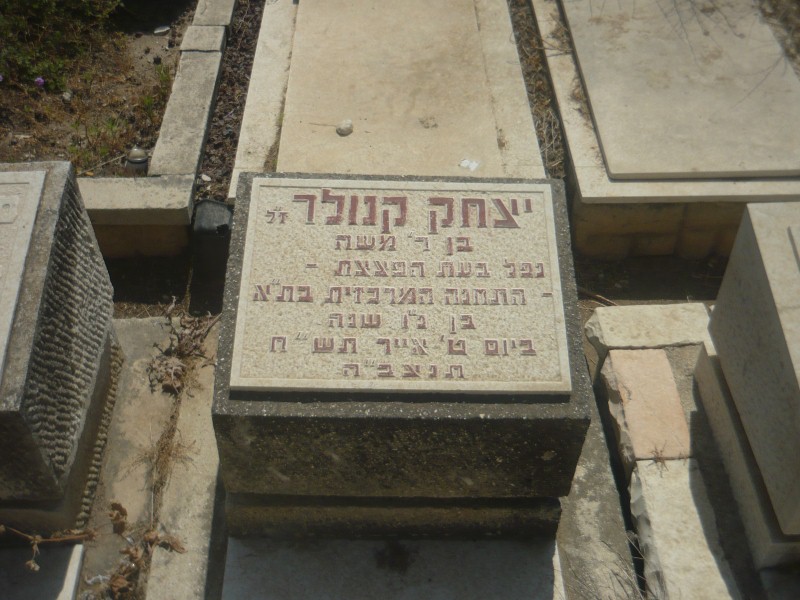 יצחק קנולר ז"ל
בן ר' משה
נפל בעת הפצצת -
- התחנה המרכזית בת"א
בן נ"ו שנה
ביום ט' אייר תש"ח
תנצב"ה